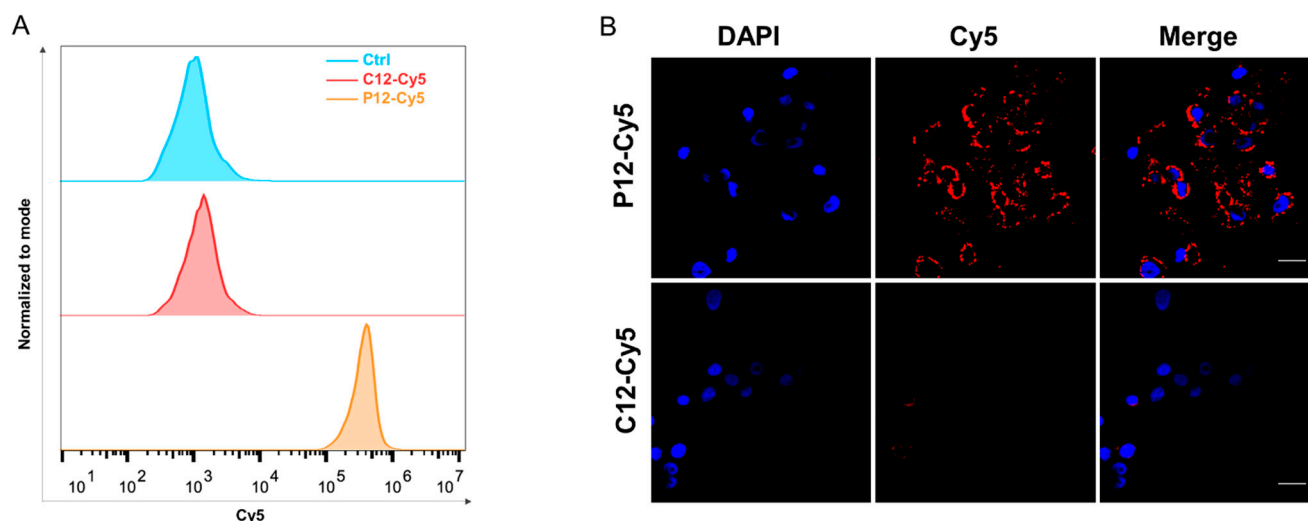 A
Normalized to mode
Ctrl
C12-Cy5
P12-Cy5
10¹ 10² 10³ 10⁴ 10⁵ 10⁶ 10⁷
Cy5
B
DAPI Cy5 Merge
P12-Cy5
C12-Cy5